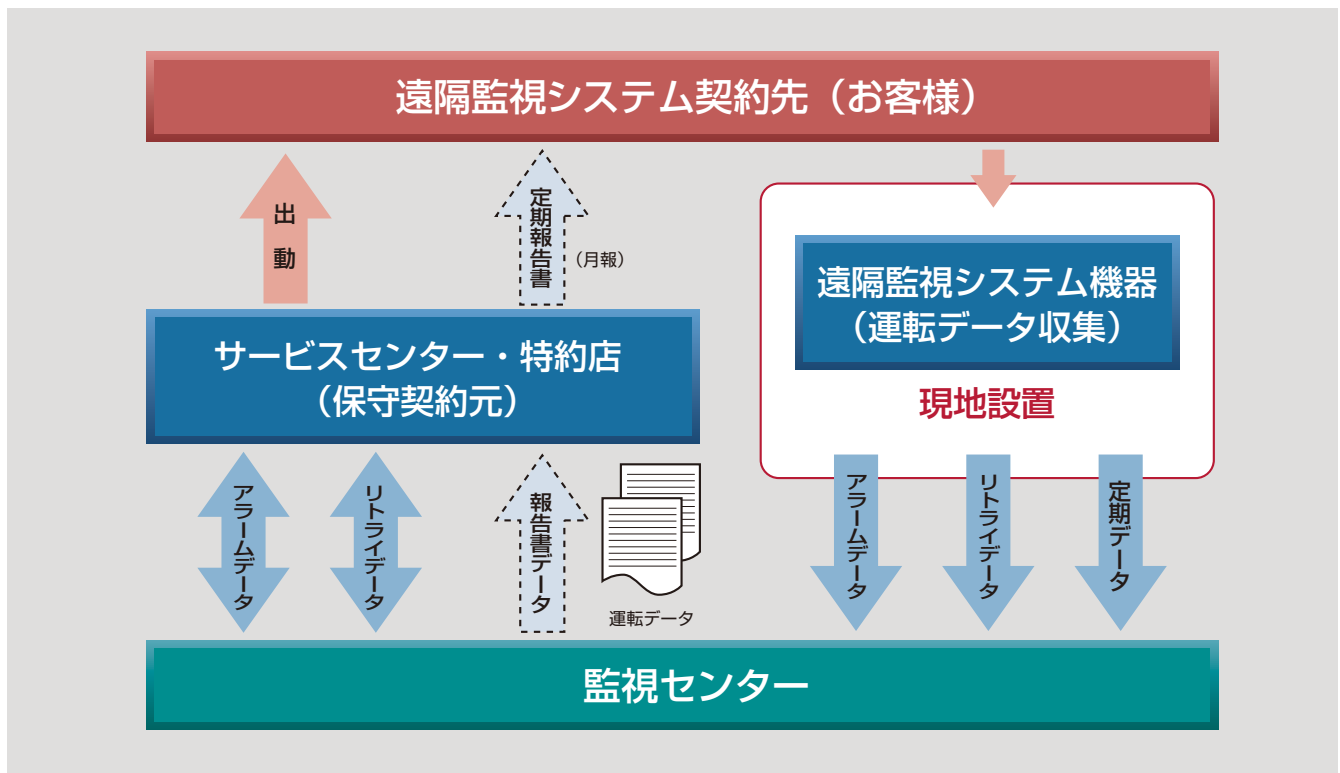 遠隔監視システム契約先（お客様）
出動
定期報告書
（月報）
遠隔監視システム機器
（運転データ収集）
現地設置
サービスセンター・特約店
（保守契約元）
アラームデータ
リトライデータ
報告書データ
運転データ
アラームデータ
リトライデータ
定期データ
監視センター